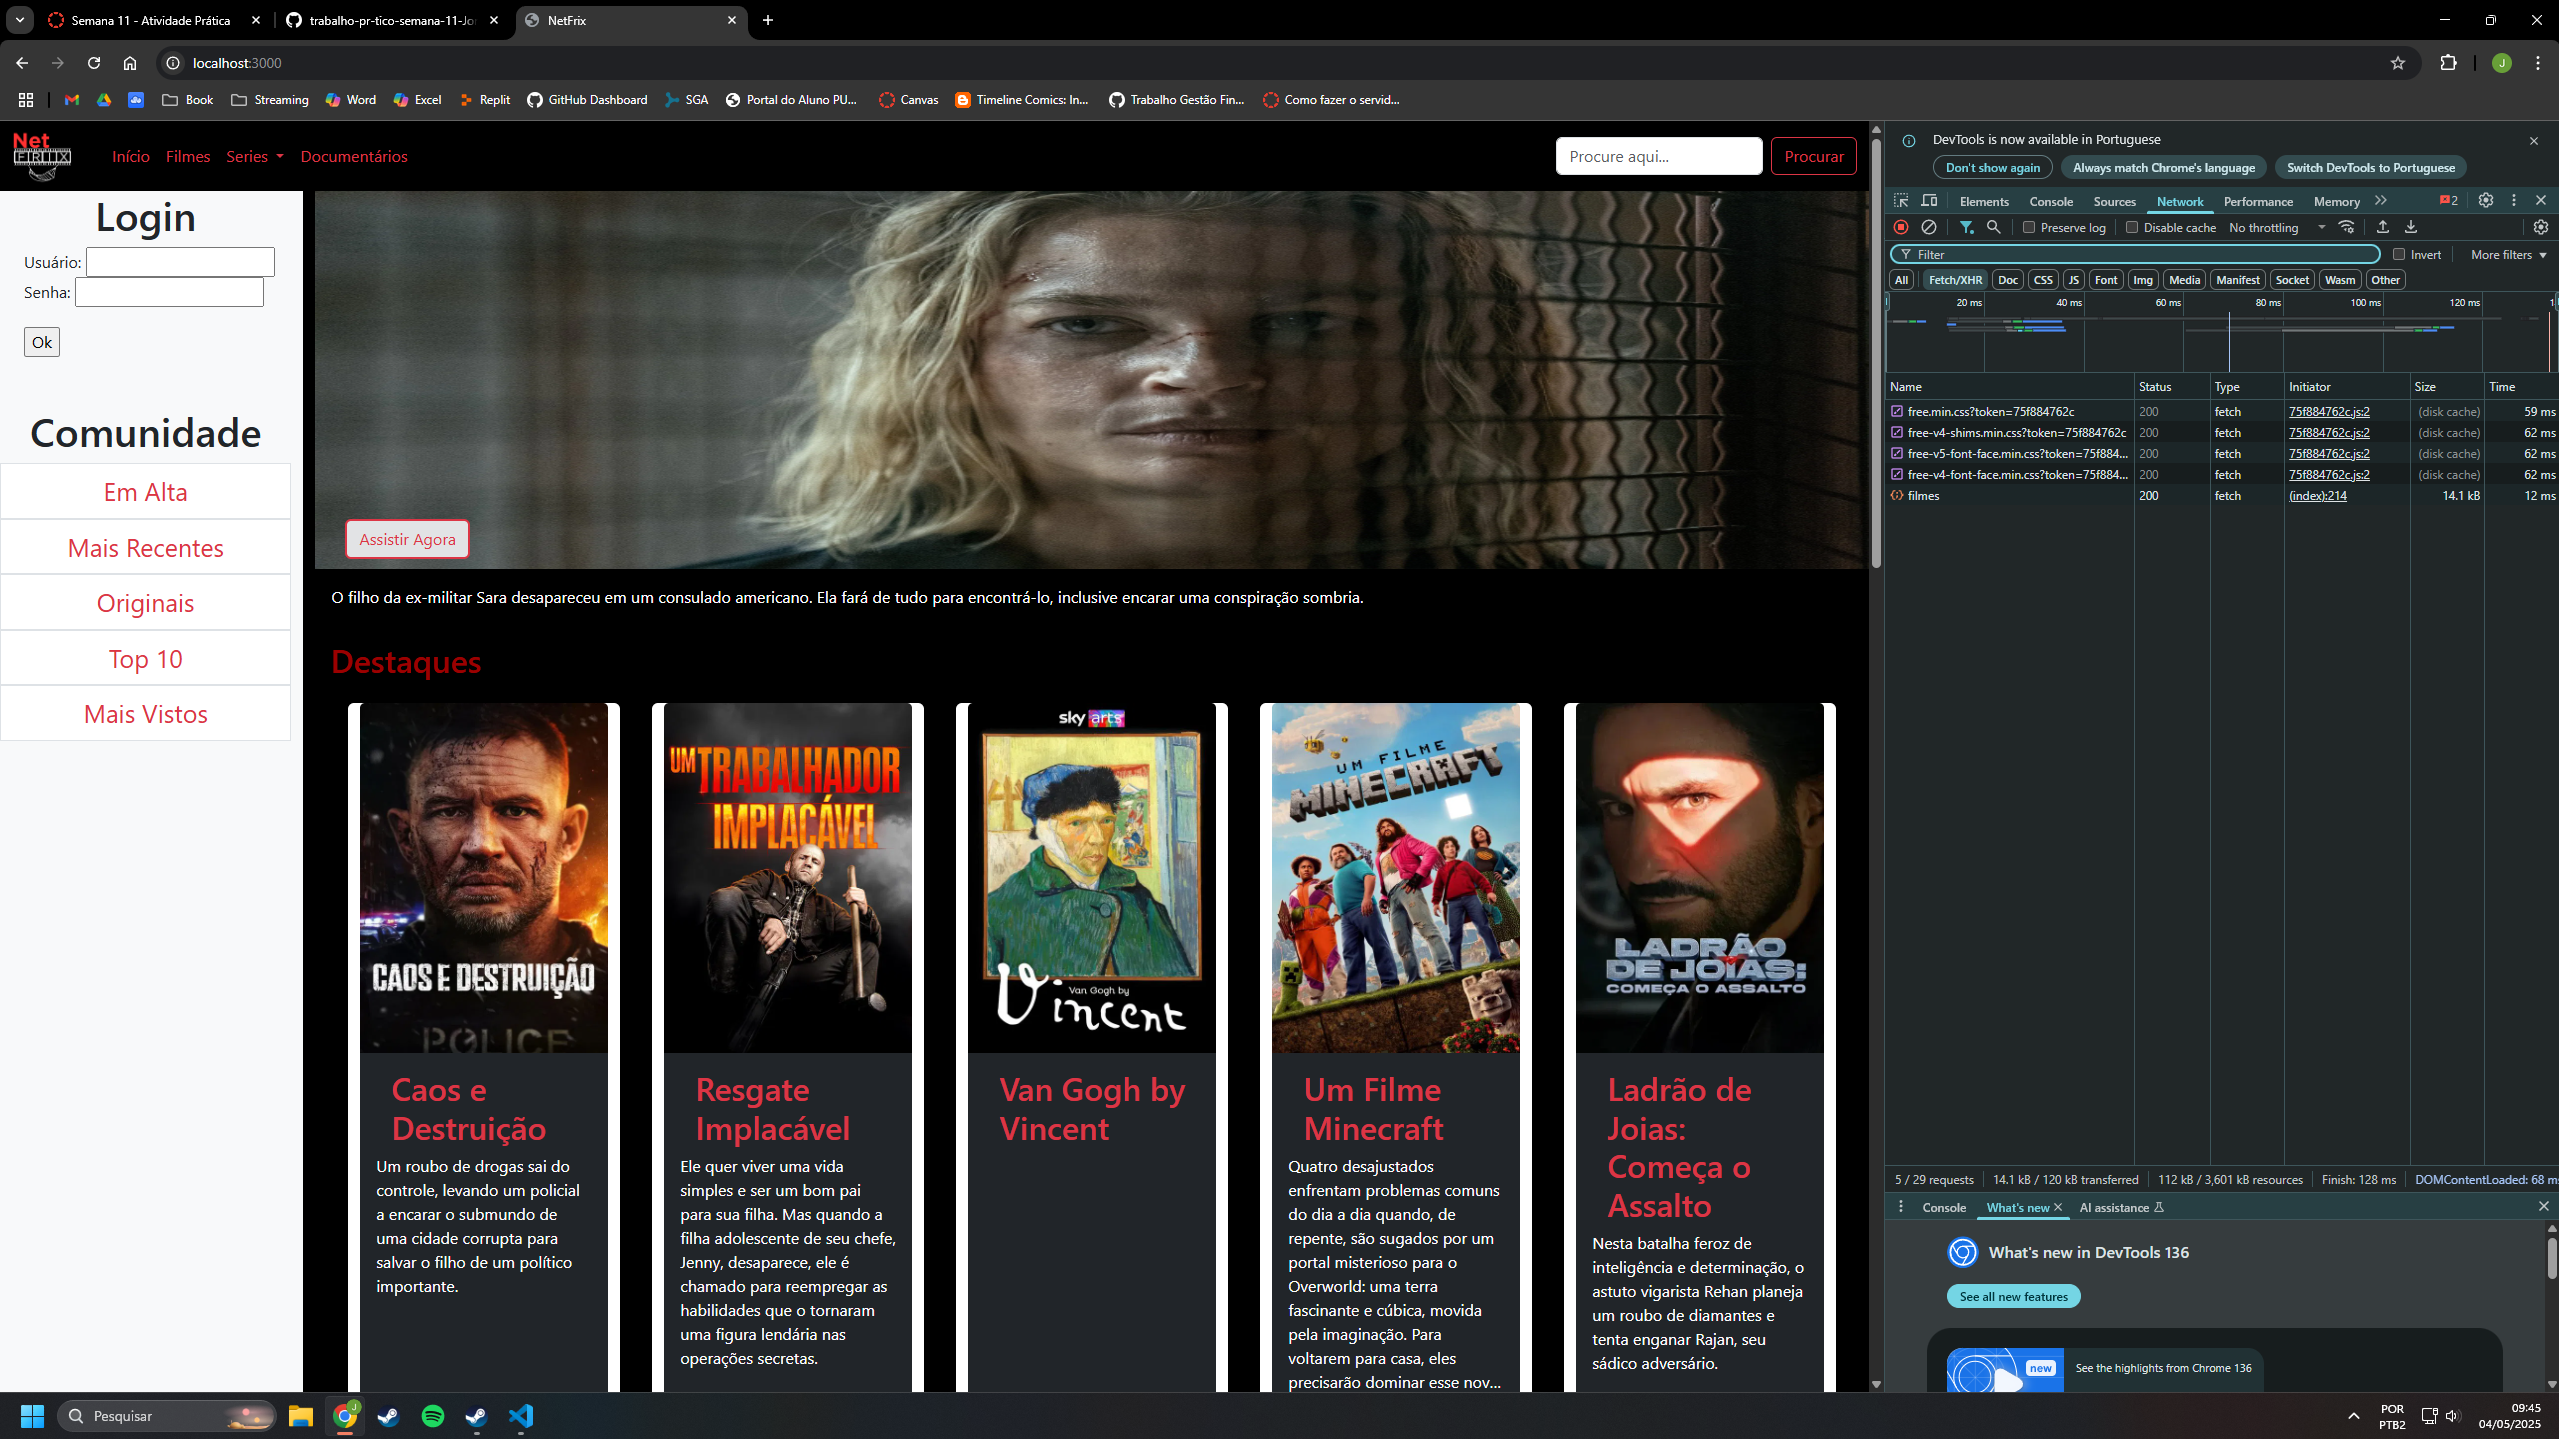 Semana 11 - Atividade Prática
trabalho-pr-tico-semana-11-Jo
NetFrix
localhost:3000
J
Book
Streaming
Word
Excel
Replit
GitHub Dashboard
SGA
Portal do Aluno PU...
Canvas
Timeline Comics: In...
Trabalho Gestão Fin...
Como fazer o servid...
Net
FRIX
Início
Filmes
Series
Documentários
Procure aqui...
Procurar
Login
Usuário:
Senha:
Ok
Comunidade
Em Alta
Mais Recentes
Originais
Top 10
Mais Vistos
Assistir Agora
O filho da ex-militar Sara desapareceu em um consulado americano. Ela fará de tudo para encontrá-lo, inclusive encarar uma conspiração sombria.
Destaques
CAOS E DESTRUIÇÃO
POLICE
Caos e
Destruição
Um roubo de drogas sai do
controle, levando um policial
a encarar o submundo de
uma cidade corrupta para
salvar o filho de um político
importante.
UM TRABALHADOR
IMPLACÁVEL
Resgate
Implacável
Ele quer viver uma vida
simples e ser um bom pai
para sua filha. Mas quando a
filha adolescente de seu chefe,
Jenny, desaparece, ele é
chamado para reempregar as
habilidades que o tornaram
uma figura lendária nas
operações secretas.
sky arts
Van Gogh by
Vincent
Van Gogh by
Vincent
UM FILME
MINECRAFT
Um Filme
Minecraft
Quatro desajustados
enfrentam problemas comuns
do dia a dia quando, de
repente, são sugados por um
portal misterioso para o
Overworld: uma terra
fascinante e cúbica, movida
pela imaginação. Para
voltarem para casa, eles
precisarão dominar esse nov...
LADRÃO
DE JOIAS:
COMEÇA O ASSALTO
Ladrão de
Joias:
Começa o
Assalto
Nesta batalha feroz de
inteligência e determinação, o
astuto vigarista Rehan planeja
um roubo de diamantes e
tenta enganar Rajan, seu
sádico adversário.
DevTools is now available in Portuguese
Don't show again
Always match Chrome's language
Switch DevTools to Portuguese
Elements
Console
Sources
Network
Performance
Memory
2
Preserve log
Disable cache
No throttling
Filter
Invert
More filters
All
Fetch/XHR
Doc
CSS
JS
Font
Img
Media
Manifest
Socket
Wasm
Other
20 ms
40 ms
60 ms
80 ms
100 ms
120 ms
Name Status Type Initiator Size Time
free.min.css?token=75f884762c 200 fetch 75f884762c.js:2 (disk cache) 59 ms
free-v4-shims.min.css?token=75f884762c 200 fetch 75f884762c.js:2 (disk cache) 62 ms
free-v5-font-face.min.css?token=75f884... 200 fetch 75f884762c.js:2 (disk cache) 62 ms
free-v4-font-face.min.css?token=75f884... 200 fetch 75f884762c.js:2 (disk cache) 62 ms
filmes 200 fetch (index):214 14.1 kB 12 ms
5 / 29 requests
14.1 kB / 120 kB transferred
112 kB / 3,601 kB resources
Finish: 128 ms
DOMContentLoaded: 68 ms
Console
What's new
AI assistance
What's new in DevTools 136
See all new features
new
See the highlights from Chrome 136
Pesquisar
J
POR
PTB2
09:45
04/05/2025